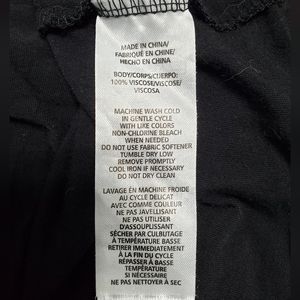 MADE IN CHINA/
FABRIQUÉ EN CHINE/
HECHO EN CHINA
BODY/CORPS/CUERPO:
100% VISCOSE/VISCOSE/
VISCOSA
MACHINE WASH COLD
IN GENTLE CYCLE
WITH LIKE COLORS
NON-CHLORINE BLEACH
WHEN NEEDED
DO NOT USE FABRIC SOFTENER
TUMBLE DRY LOW
REMOVE PROMPTLY
COOL IRON IF NECESSARY
DO NOT DRY CLEAN
LAVAGE EN MACHINE FROIDE
AU CYCLE DELICAT
AVEC COMME COULEUR
NE PAS JAVELLISANT
NE PAS UTILISER
D'ASSOUPLISSANT
SÉCHER PAR CULBUTAGE
À TEMPÉRATURE BASSE
RETIRER IMMÉDIATEMENT
À LA FIN DU CYCLE
RÉPASSER À BASSE
TEMPÉRATURE
SI NÉCESSAIRE
NE PAS NETTOYER À SEC